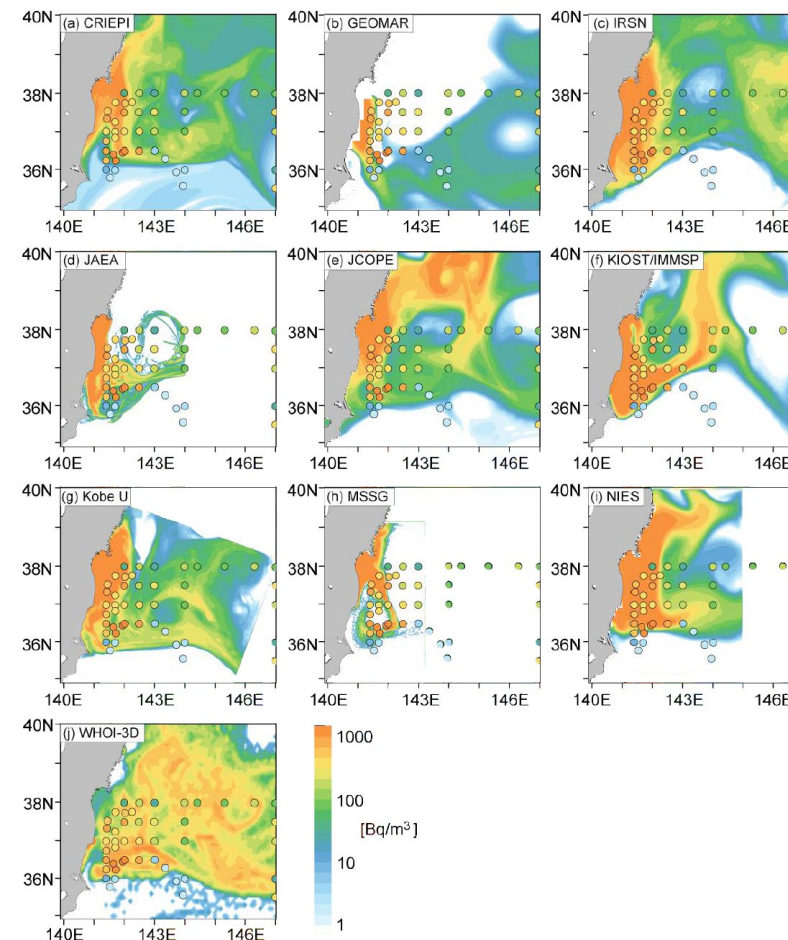 (a) CRIEPI (b) GEOMAR (c) IRSN
40N 40N 40N
38N 38N 38N
36N 36N 36N
140E 143E 146E 140E 143E 146E 140E 143E 146E
(d) JAEA (e) JCOPE (f) KIOST/IMMSP
40N 40N 40N
38N 38N 38N
36N 36N 36N
140E 143E 146E 140E 143E 146E 140E 143E 146E
(g) Kobe U (h) MSSG (i) NIES
40N 40N 40N
38N 38N 38N
36N 36N 36N
140E 143E 146E 140E 143E 146E 140E 143E 146E
(j) WHOI-3D
40N
38N
36N
140E 143E 146E
1000
100
[Bq/m³]
10
1